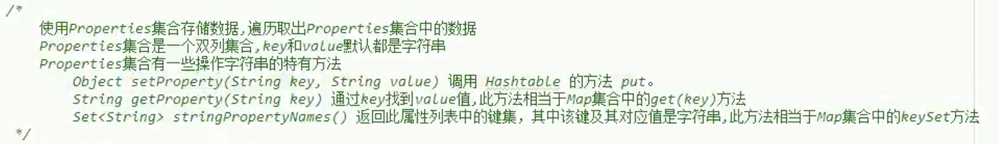 /*
使用Properties集合存储数据,遍历取出Properties集合中的数据
Properties集合是一个双列集合,key和value默认都是字符串
Properties集合有一些操作字符串的特有方法
Object setProperty(String key, String value) 调用 Hashtable 的方法 put。
String getProperty(String key) 通过key找到value值,此方法相当于Map集合中的get(key)方法
Set<String> stringPropertyNames() 返回此属性列表中的键集，其中该键及其对应值是字符串,此方法相当于Map集合中的keySet方法
*/